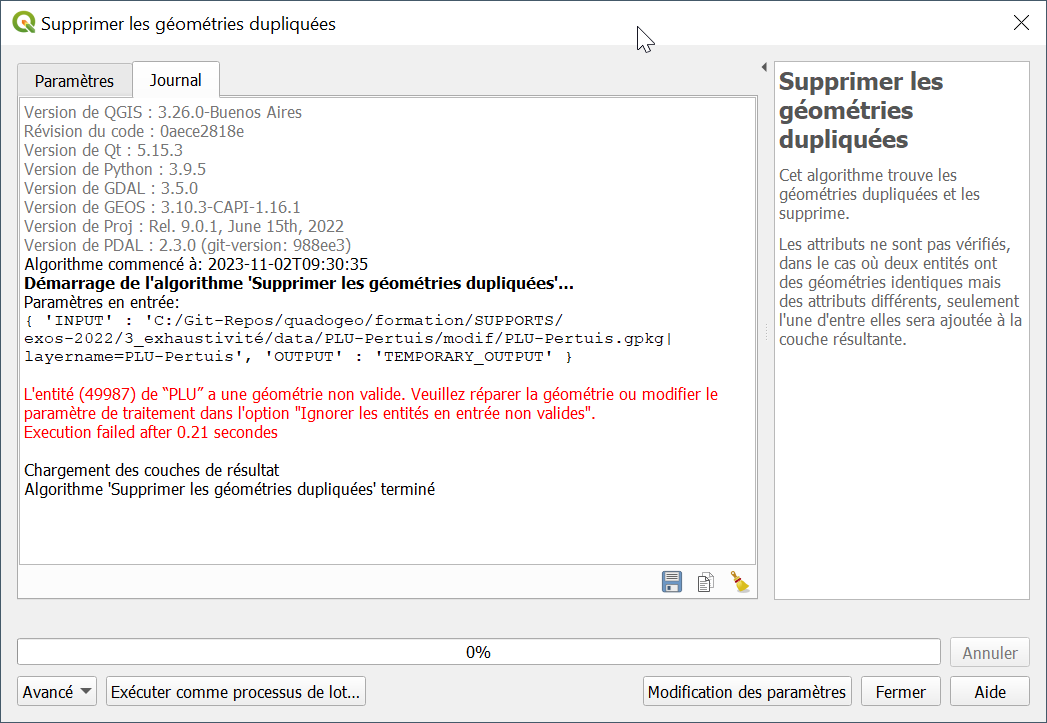 Supprimer les géométries dupliquées
Paramètres
Journal
Version de QGIS : 3.26.0-Buenos Aires
Révision du code : 0aece2818e
Version de Qt : 5.15.3
Version de Python : 3.9.5
Version de GDAL : 3.5.0
Version de GEOS : 3.10.3-CAPI-1.16.1
Version de Proj : Rel. 9.0.1, June 15th, 2022
Version de PDAL : 2.3.0 (git-version: 988ee3)
Algorithme commencé à: 2023-11-02T09:30:35
Démarrage de l'algorithme 'Supprimer les géométries dupliquées'…
Paramètres en entrée:
{ 'INPUT' : 'C:/Git-Repos/quadogeo/formation/SUPPORTS/
exos-2022/3_exhaustivité/data/PLU-Pertuis/modif/PLU-Pertuis.gpkg|
layername=PLU-Pertuis', 'OUTPUT' : 'TEMPORARY_OUTPUT' }
L'entité (49987) de “PLU” a une géométrie non valide. Veuillez réparer la géométrie ou modifier le
paramètre de traitement dans l'option "Ignorer les entités en entrée non valides".
Execution failed after 0.21 secondes
Chargement des couches de résultat
Algorithme 'Supprimer les géométries dupliquées' terminé
Supprimer les
géométries
dupliquées
Cet algorithme trouve les
géométries dupliquées et les
supprime.
Les attributs ne sont pas vérifiés,
dans le cas où deux entités ont
des géométries identiques mais
des attributs différents, seulement
l'une d'entre elles sera ajoutée à la
couche résultante.
0%
Annuler
Avancé
Exécuter comme processus de lot…
Modification des paramètres
Fermer
Aide